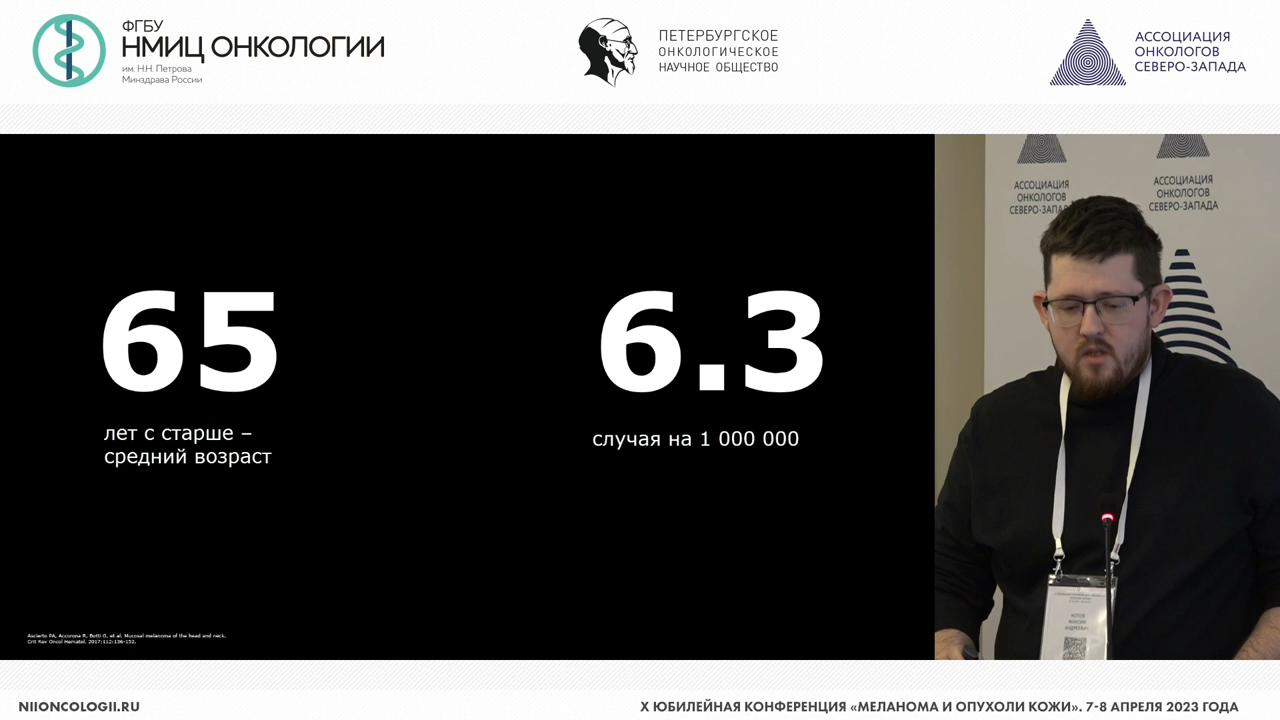 ФГБУ
НМИЦ ОНКОЛОГИИ
им. Н.Н. Петрова
Минздрава России
ПЕТЕРБУРГСКОЕ
ОНКОЛОГИЧЕСКОЕ
НАУЧНОЕ ОБЩЕСТВО
АССОЦИАЦИЯ
ОНКОЛОГОВ
СЕВЕРО-ЗАПАДА
65
лет с старше –
средний возраст
6.3
случая на 1 000 000
Ascierto PA, Accorona R, Botti G, et al. Mucosal melanoma of the head and neck.
Crit Rev Oncol Hematol. 2017;112:136-152.
АССОЦИАЦИЯ
ОНКОЛОГОВ
СЕВЕРО-ЗАПАДА
АССОЦИАЦИЯ
ОНКОЛОГОВ
СЕВЕРО-ЗАПАДА
NIIONCOLOGII.RU
X ЮБИЛЕЙНАЯ КОНФЕРЕНЦИЯ «МЕЛАНОМА И ОПУХОЛИ КОЖИ». 7-8 АПРЕЛЯ 2023 ГОДА